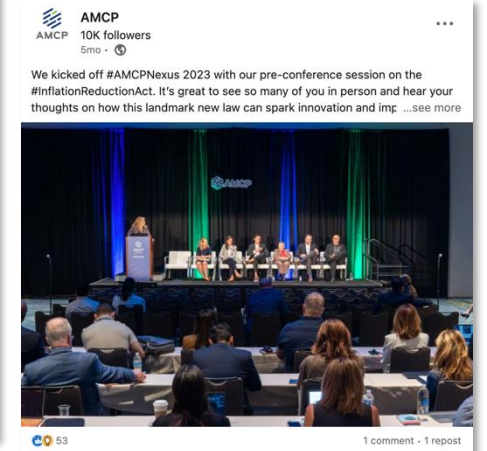 AMCP
AMCP
10K followers
5mo •
We kicked off #AMCPNexus 2023 with our pre-conference session on the
#InflationReductionAct. It's great to see so many of you in person and hear your
thoughts on how this landmark new law can spark innovation and imp ...see more
AMCP
AMCP
53
1 comment • 1 repost